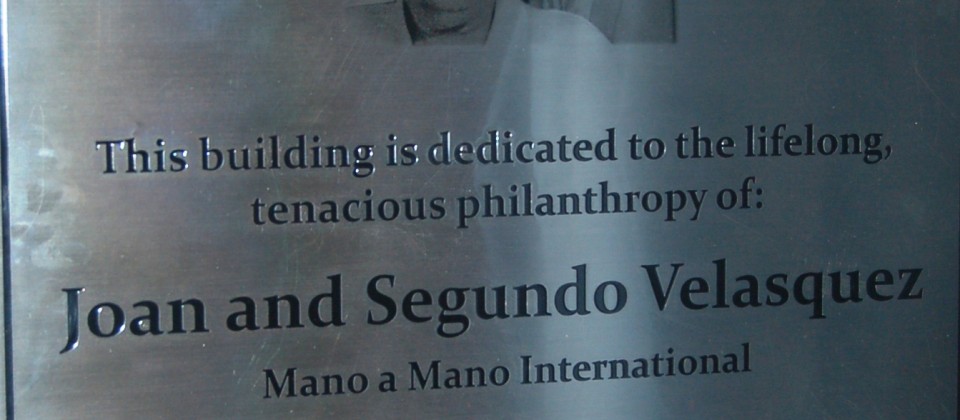 This building is dedicated to the lifelong,
tenacious philanthropy of:
Joan and Segundo Velasquez
Mano a Mano International